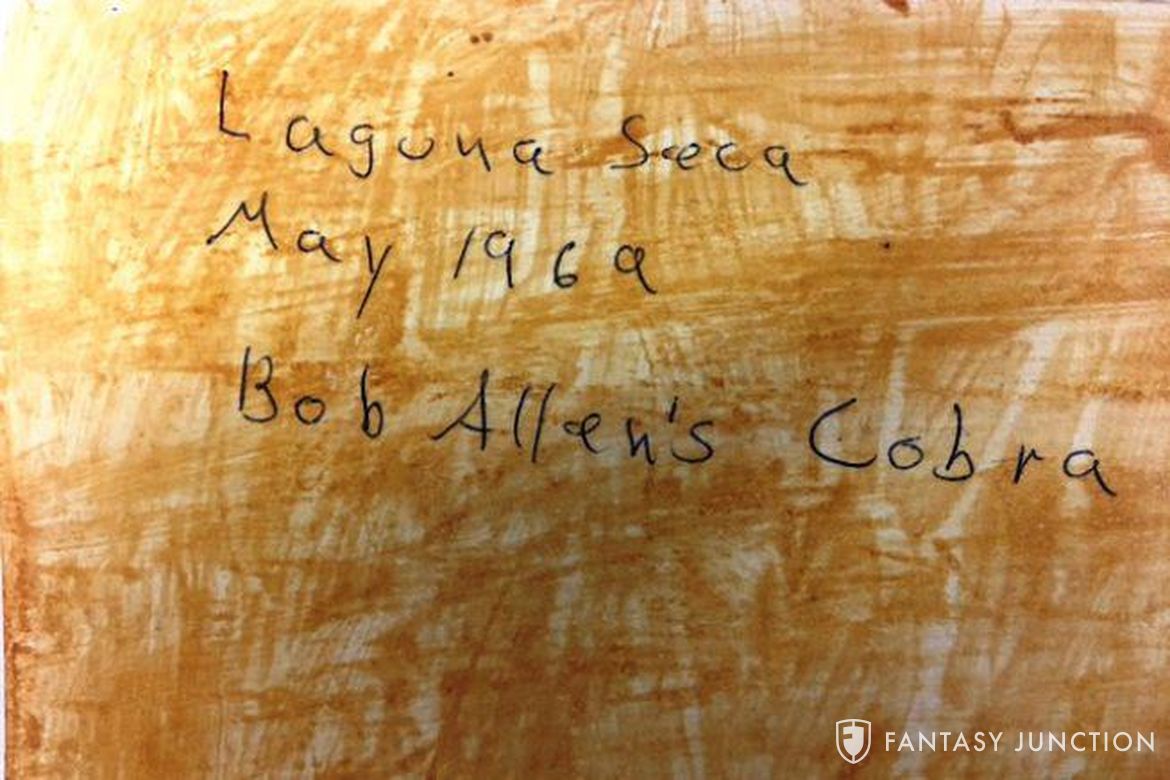 Laguna Seca
May 1969
Bob Allen's Cobra
FANTASY JUNCTION